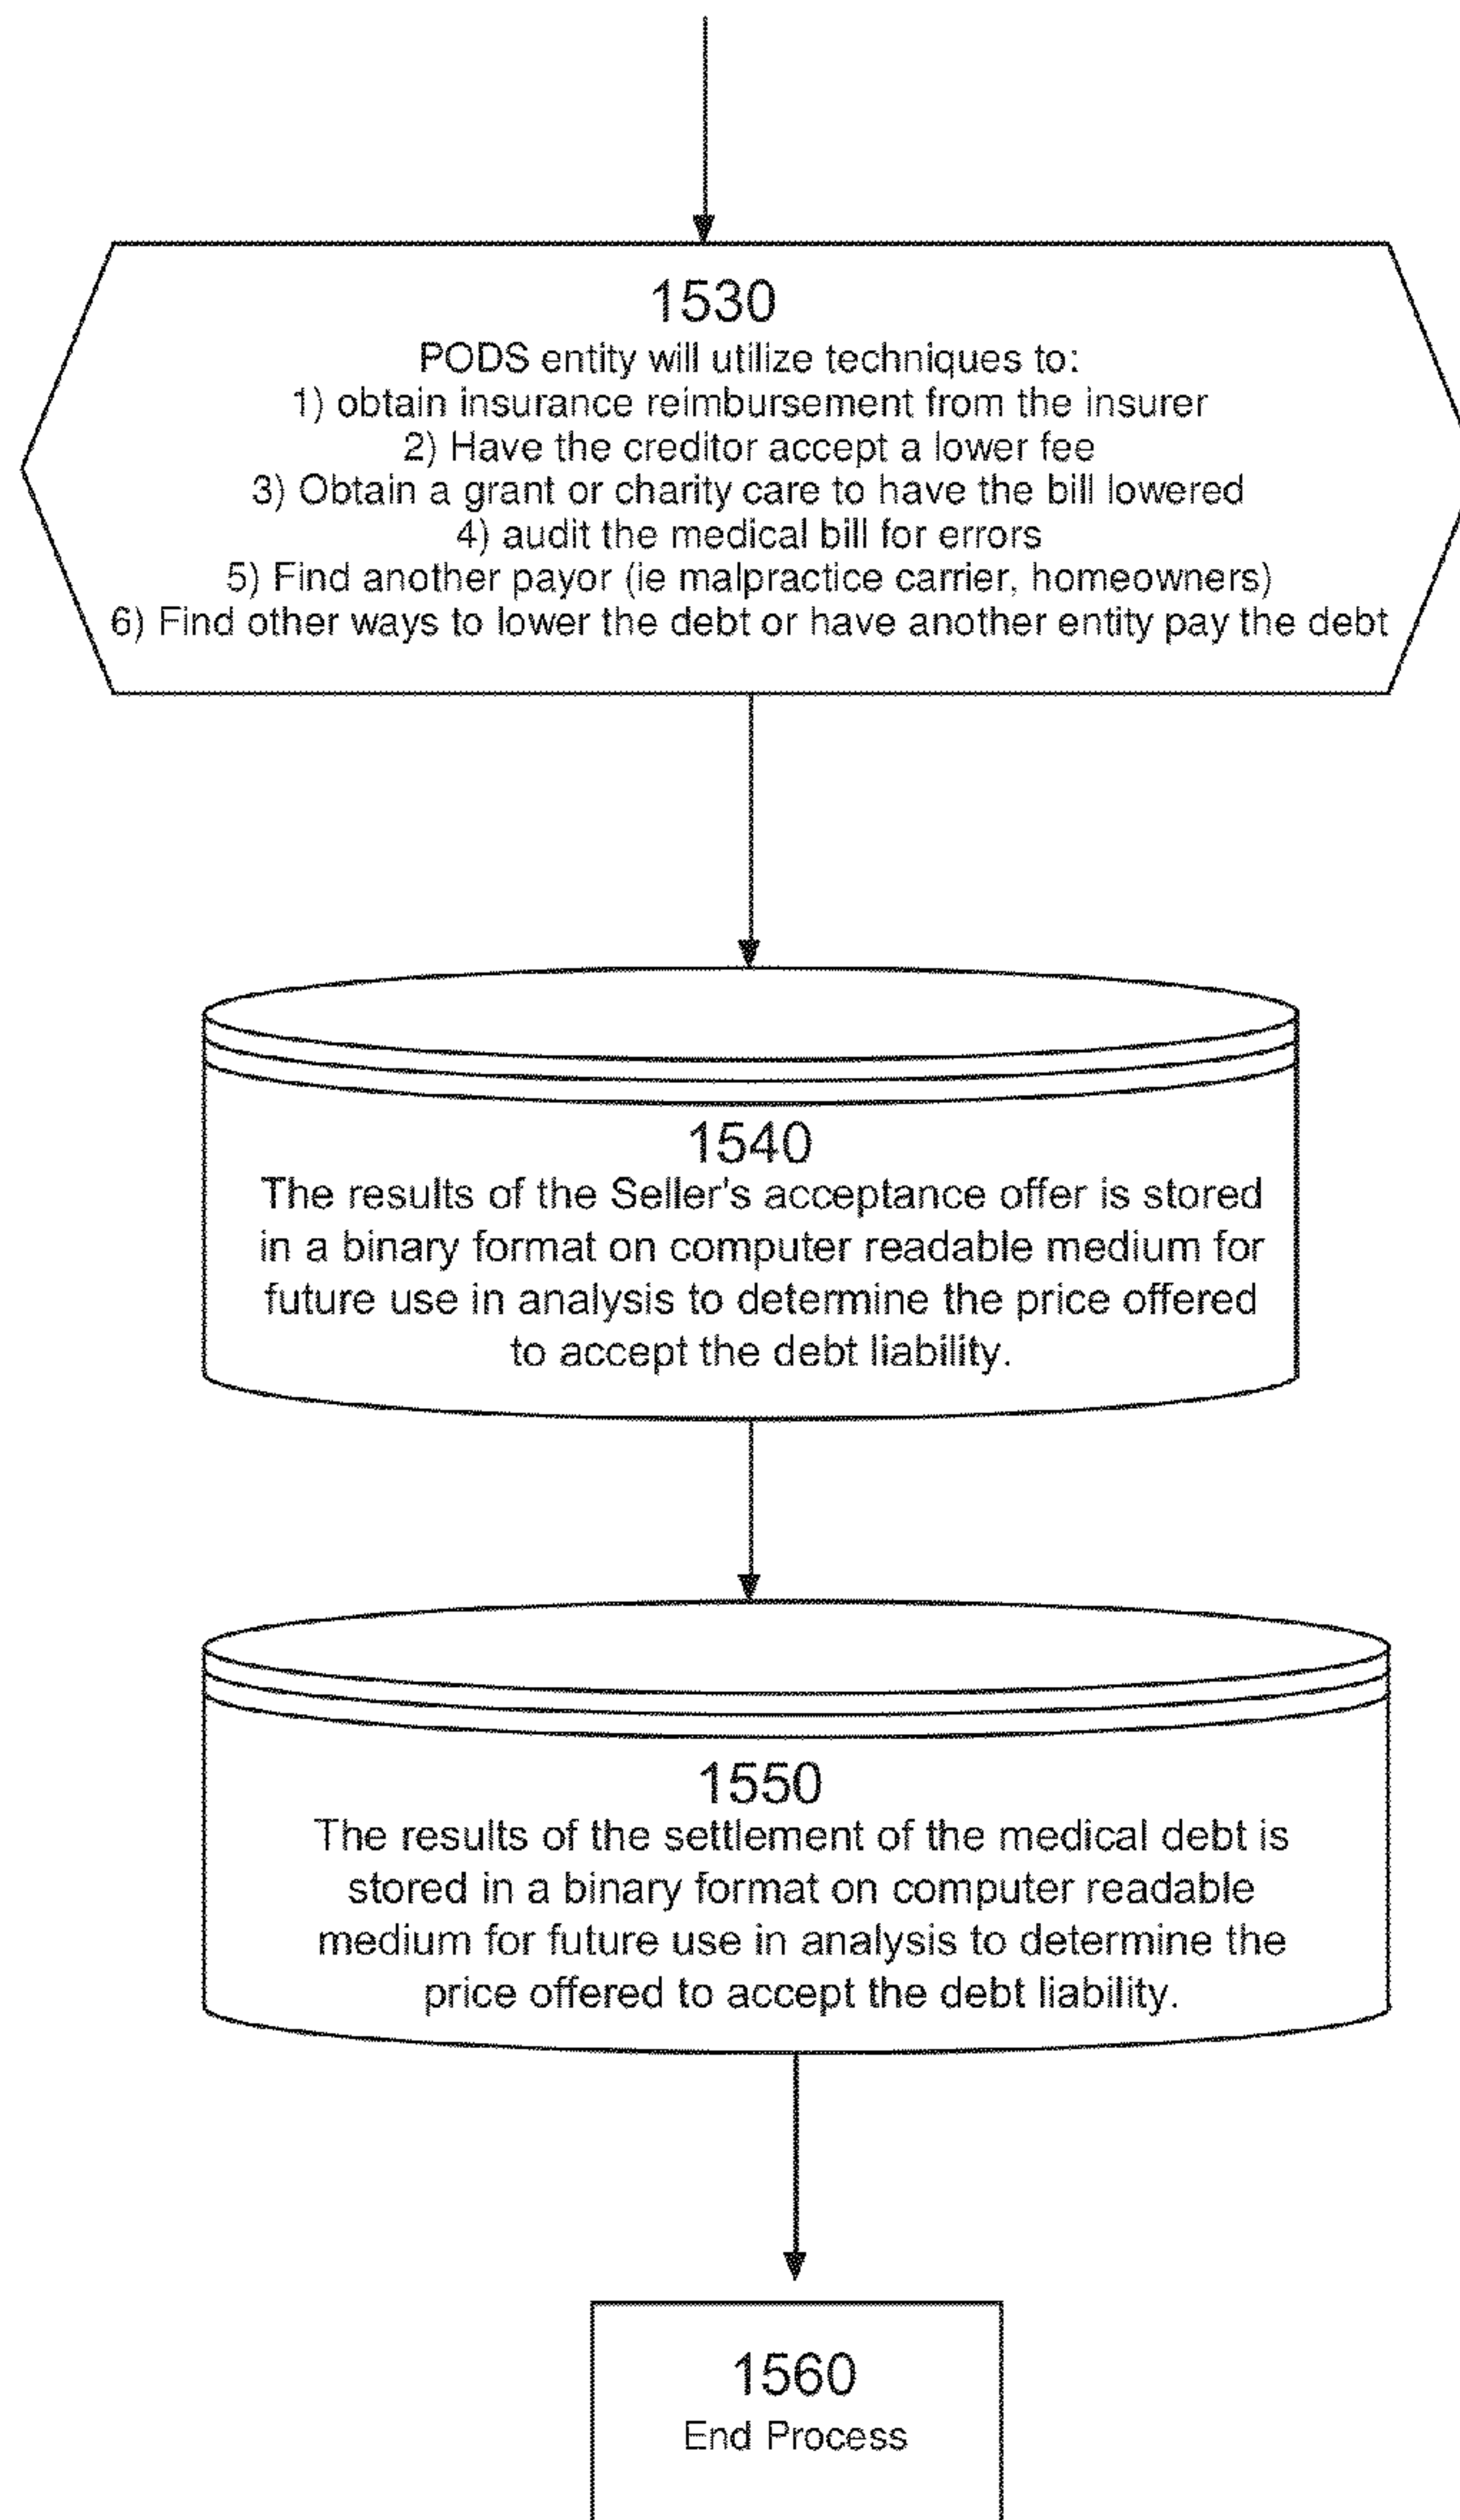 1530
PODS entity will utilize techniques to:
1) obtain insurance reimbursement from the insurer
2) Have the creditor accept a lower fee
3) Obtain a grant or charity care to have the bill lowered
4) audit the medical bill for errors
5) Find another payor (ie malpractice carrier, homeowners)
6) Find other ways to lower the debt or have another entity pay the debt
1540
The results of the Seller's acceptance offer is stored
in a binary format on computer readable medium for
future use in analysis to determine the price offered
to accept the debt liability.
1550
The results of the settlement of the medical debt is
stored in a binary format on computer readable
medium for future use in analysis to determine the
price offered to accept the debt liability.
1560
End Process